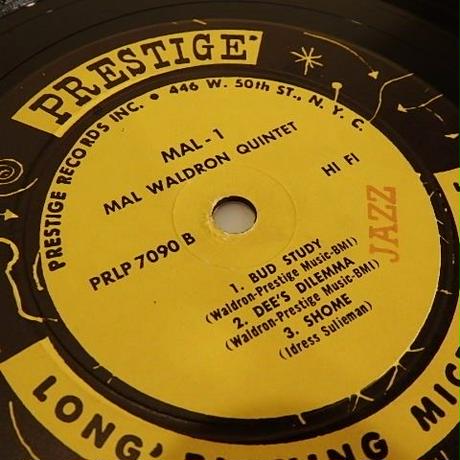 PRESTIGE
PRESTIGE RECORDS INC. • 446 W. 50th ST., N. Y. C.
MAL - 1
MAL WALDRON QUINTET
HI FI
PRLP 7090 B
JAZZ
1. BUD STUDY
(Waldron-Prestige Music-BMI)
2. DEE'S DILEMMA
(Waldron-Prestige Music-BMI)
3. SHOME
(Idress Sulieman)
LONG PLAYING MIC